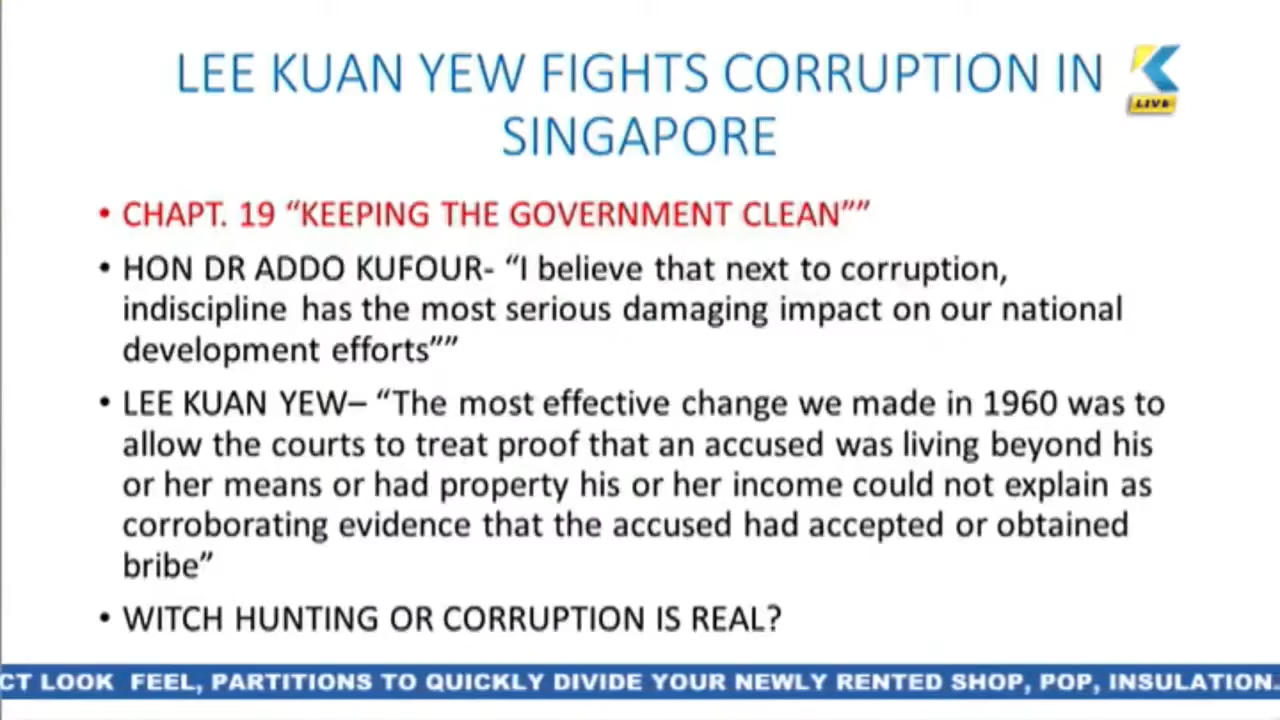 LEE KUAN YEW FIGHTS CORRUPTION IN
SINGAPORE
LIVE
• CHAPT. 19 “KEEPING THE GOVERNMENT CLEAN””
• HON DR ADDO KUFOUR- “I believe that next to corruption,
indiscipline has the most serious damaging impact on our national
development efforts””
• LEE KUAN YEW– “The most effective change we made in 1960 was to
allow the courts to treat proof that an accused was living beyond his
or her means or had property his or her income could not explain as
corroborating evidence that the accused had accepted or obtained
bribe”
• WITCH HUNTING OR CORRUPTION IS REAL?
CT LOOK FEEL, PARTITIONS TO QUICKLY DIVIDE YOUR NEWLY RENTED SHOP, POP, INSULATION.